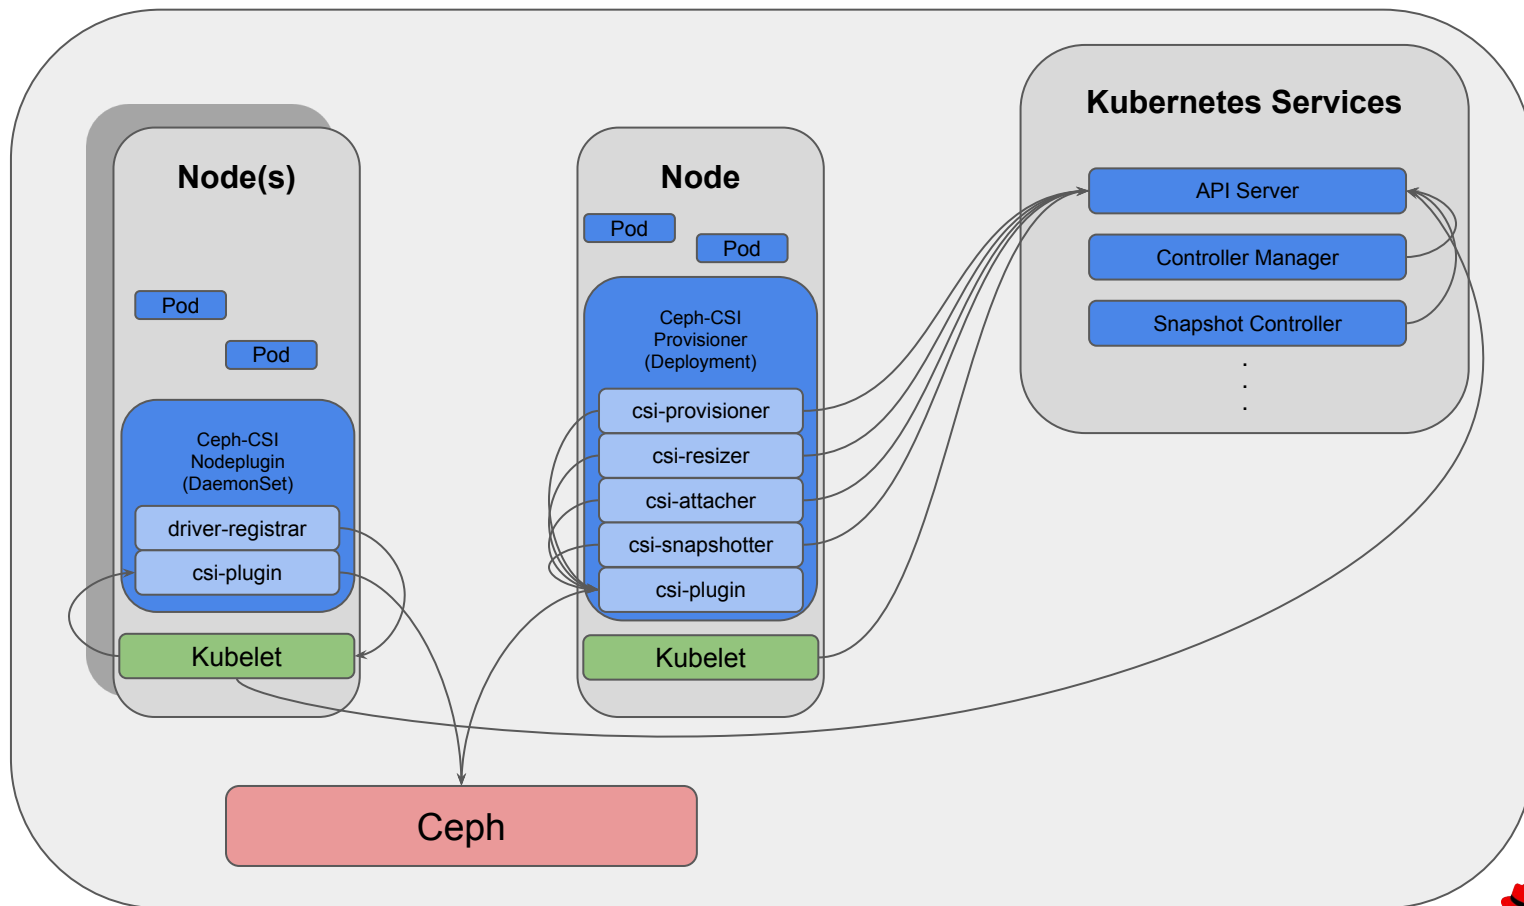 Node(s)
Pod
Pod
Ceph-CSI
Nodeplugin
(DaemonSet)
driver-registrar
csi-plugin
Kubelet
Node
Pod
Pod
Ceph-CSI
Provisioner
(Deployment)
csi-provisioner
csi-resizer
csi-attacher
csi-snapshotter
csi-plugin
Kubelet
Kubernetes Services
API Server
Controller Manager
Snapshot Controller
.
.
.
Ceph